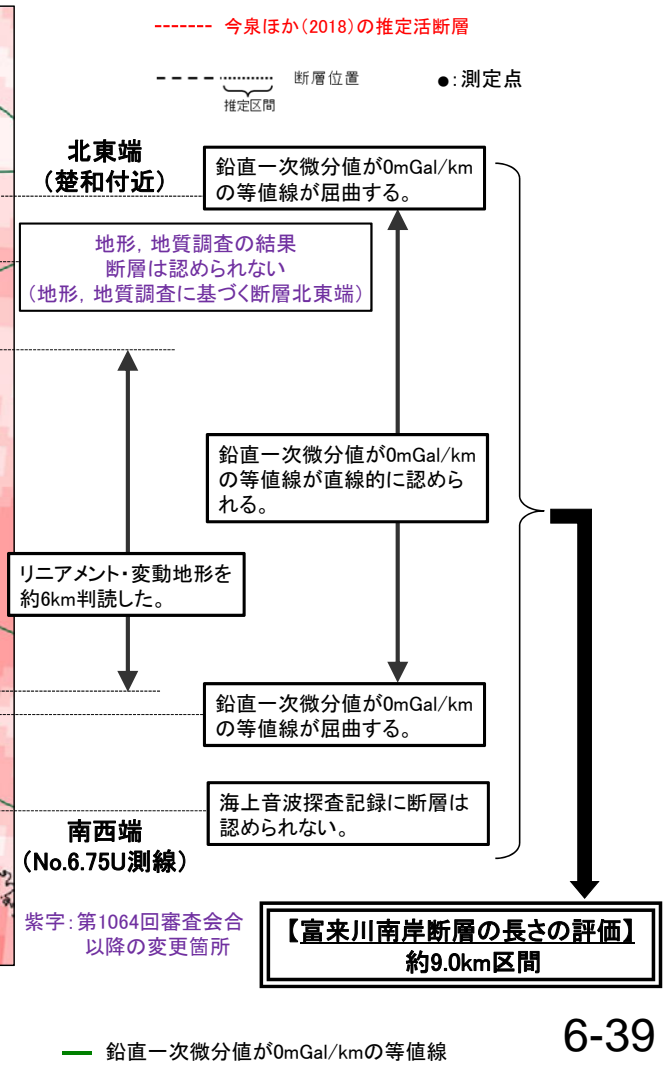 今泉ほか(2018)の推定活断層
断層位置
●:測定点
推定区間
北東端
(楚和付近)
鉛直一次微分値が0mGal/km
の等値線が屈曲する。
地形，地質調査の結果
断層は認められない
(地形，地質調査に基づく断層北東端)
鉛直一次微分値が0mGal/km
の等値線が直線的に認めら
れる。
リニアメント・変動地形を
約6km判読した。
鉛直一次微分値が0mGal/km
の等値線が屈曲する。
海上音波探査記録に断層は
認められない。
南西端
(No.6.75U測線)
紫字:第1064回審査会合
以降の変更箇所
【富来川南岸断層の長さの評価】
約9.0km区間
鉛直一次微分値が0mGal/kmの等値線
6-39